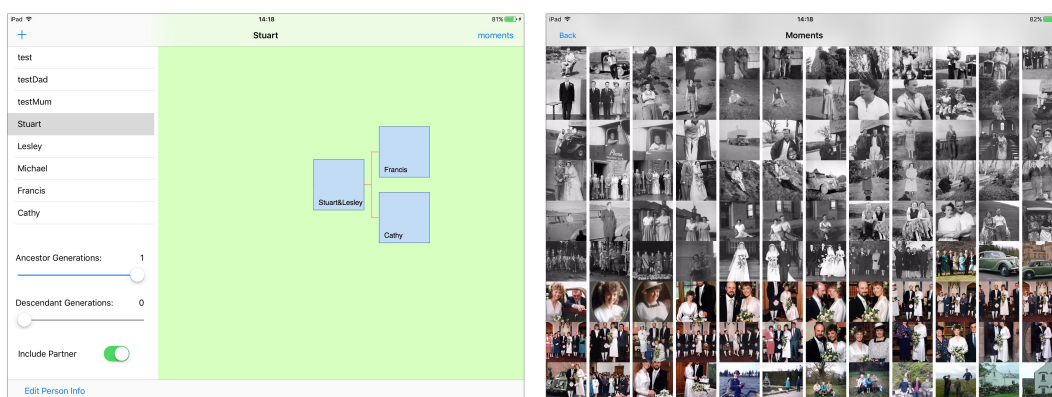 iPad 14:18 81%
+ Stuart moments
test
testDad
testMum
Stuart
Lesley
Michael
Francis
Cathy
Ancestor Generations: 1
Descendant Generations: 0
Include Partner
Edit Person Info
Francis
Stuart&Lesley
Cathy
iPad 14:18 82%
Back Moments